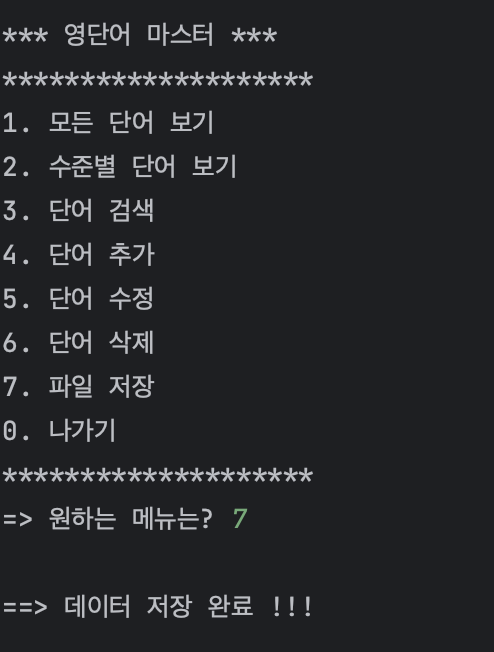 *** 영단어 마스터 ***
********************
1. 모든 단어 보기
2. 수준별 단어 보기
3. 단어 검색
4. 단어 추가
5. 단어 수정
6. 단어 삭제
7. 파일 저장
0. 나가기
********************
=> 원하는 메뉴는? 7
==> 데이터 저장 완료 !!!